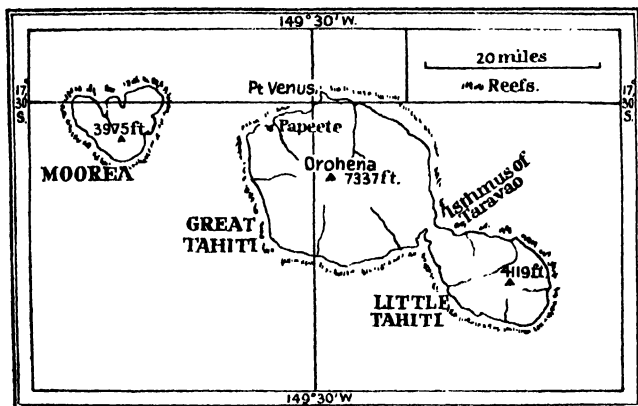 149°30'W.
20 miles
Reefs.
17°
30'
S.
17°
30'
S.
Pt Venus
Papeete
3975ft.
MOOREA
Orohena
7337ft.
Isthmus of
Taravao
GREAT
TAHITI
4119ft.
LITTLE
TAHITI
149°30'W